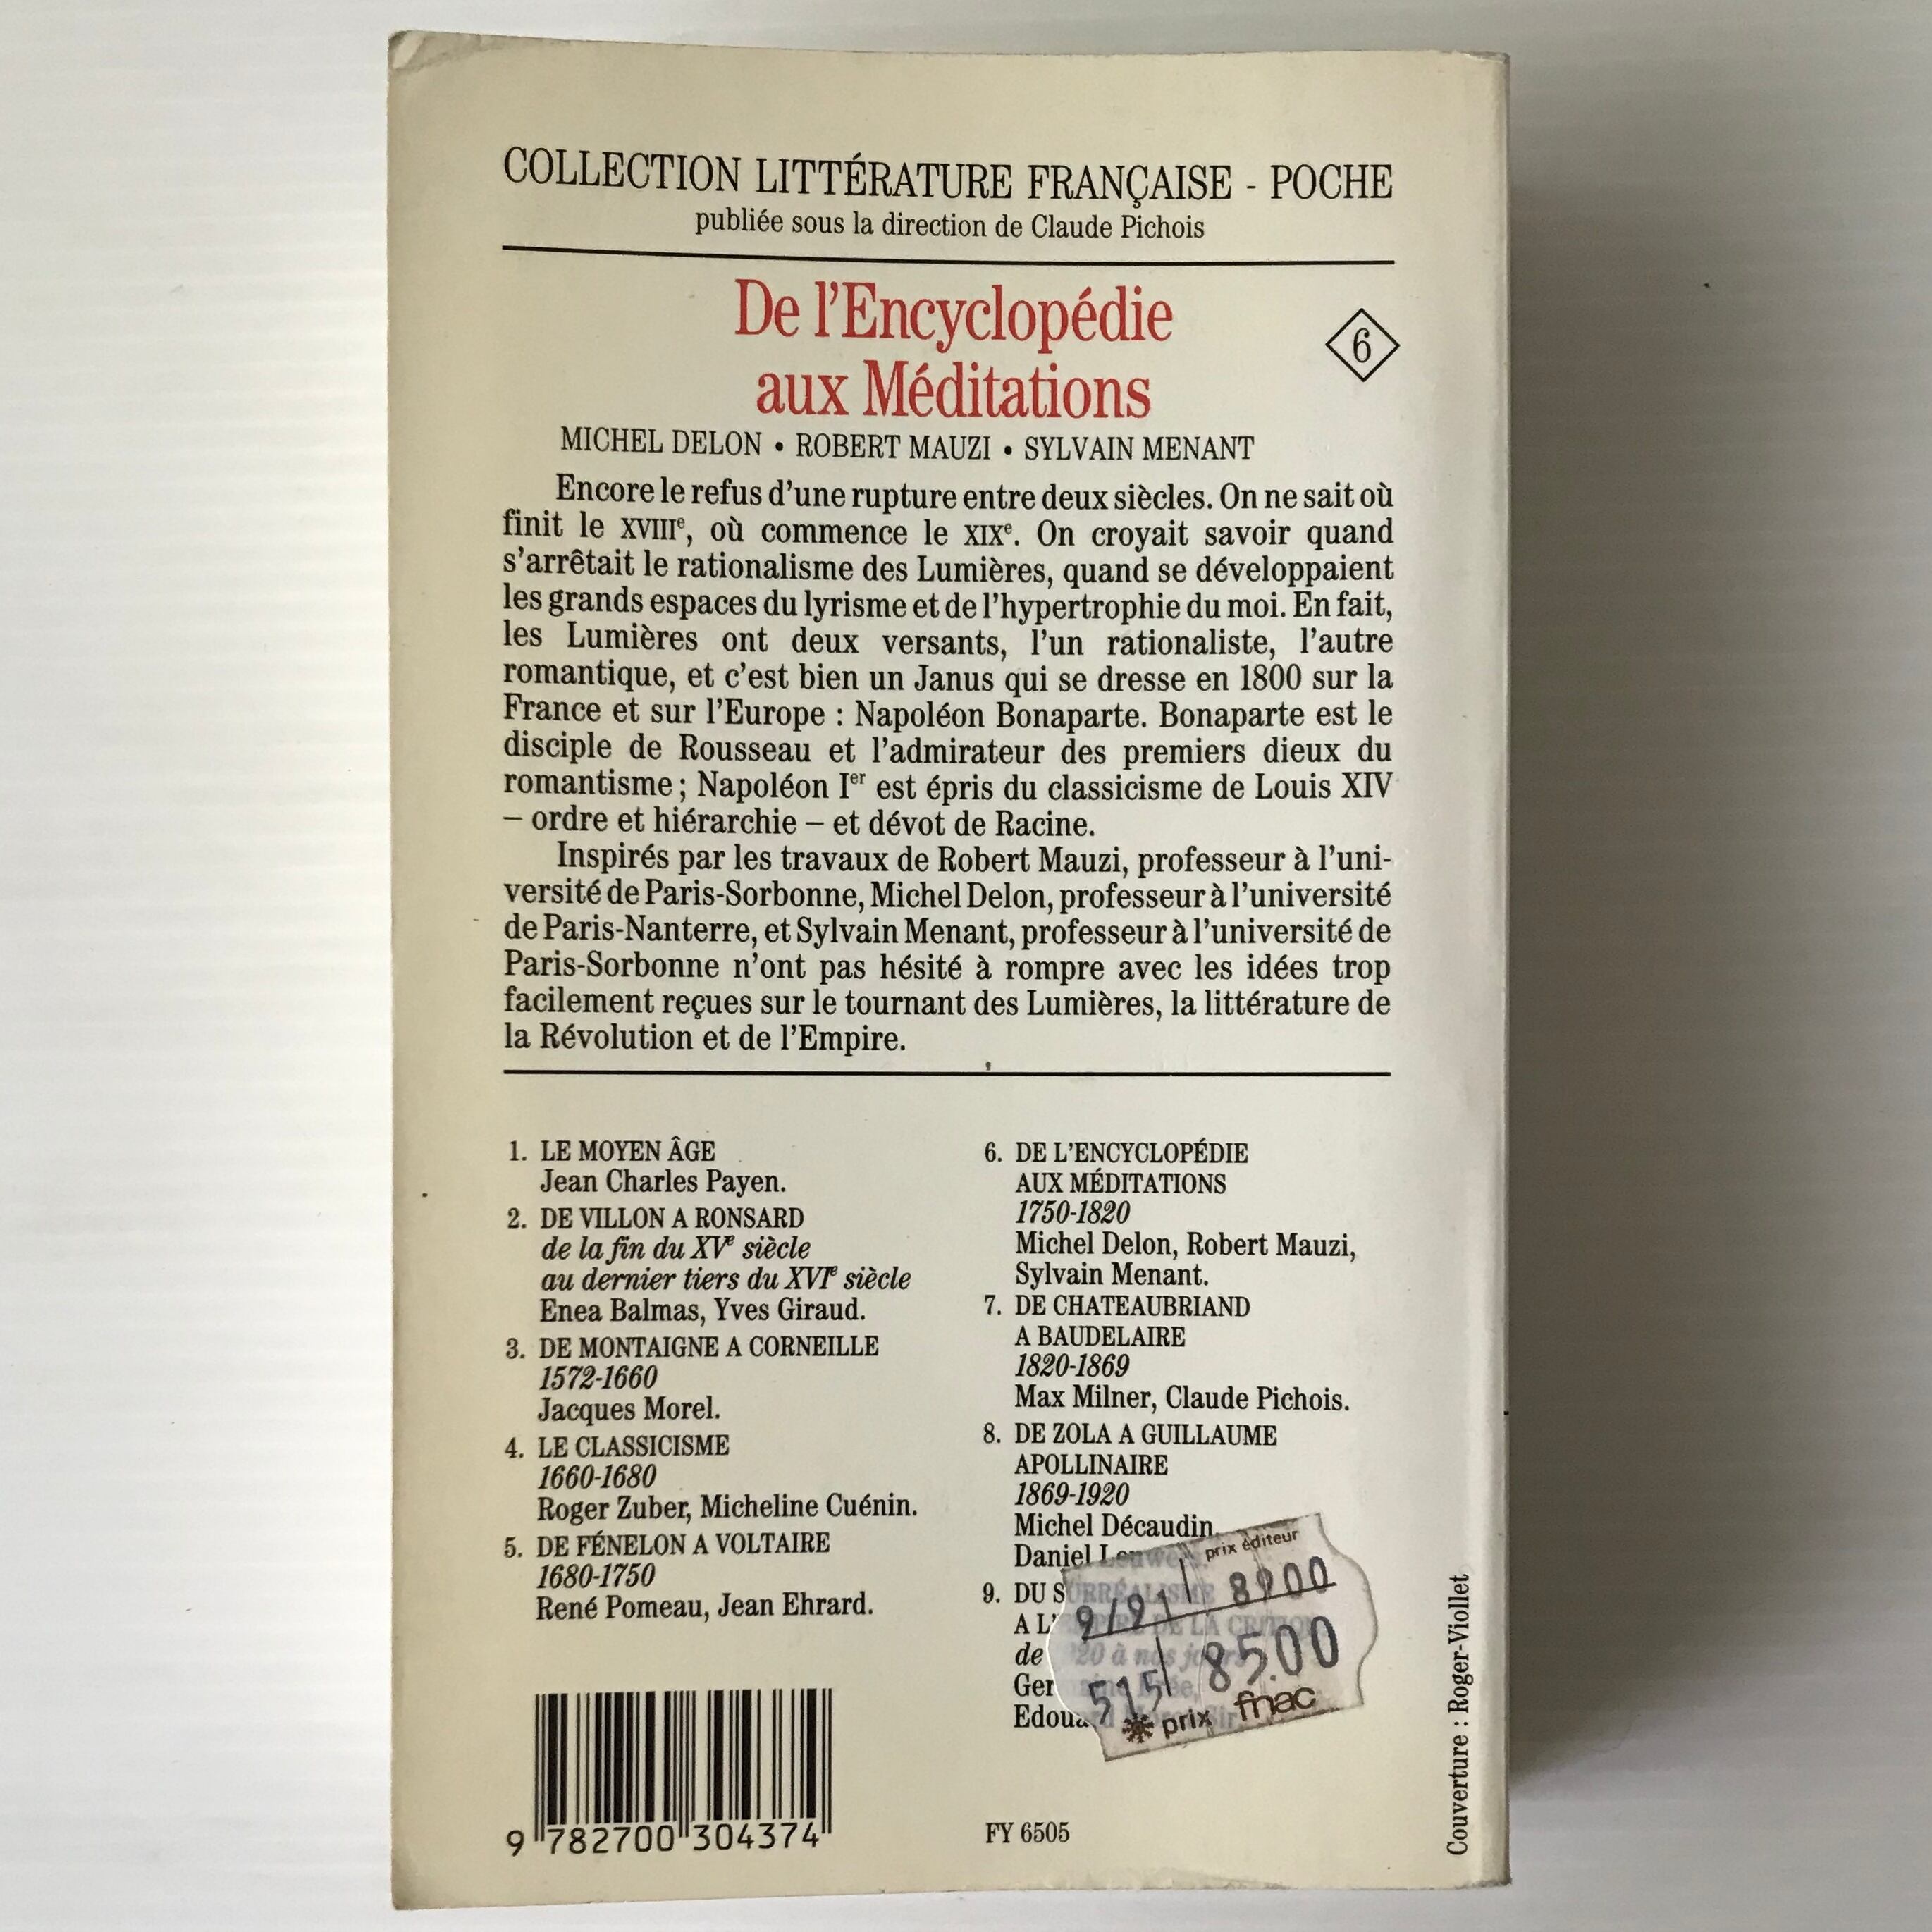 COLLECTION LITTÉRATURE FRANÇAISE - POCHE
publiée sous la direction de Claude Pichois
De l'Encyclopédie
aux Méditations
6
MICHEL DELON • ROBERT MAUZI • SYLVAIN MENANT
Encore le refus d'une rupture entre deux siècles. On ne sait où
finit le XVIIIe, où commence le XIXe. On croyait savoir quand
s'arrêtait le rationalisme des Lumières, quand se développaient
les grands espaces du lyrisme et de l'hypertrophie du moi. En fait,
les Lumières ont deux versants, l'un rationaliste, l'autre
romantique, et c'est bien un Janus qui se dresse en 1800 sur la
France et sur l'Europe : Napoléon Bonaparte. Bonaparte est le
disciple de Rousseau et l'admirateur des premiers dieux du
romantisme ; Napoléon Ier est épris du classicisme de Louis XIV
– ordre et hiérarchie – et dévot de Racine.
Inspirés par les travaux de Robert Mauzi, professeur à l'uni-
versité de Paris-Sorbonne, Michel Delon, professeur à l'université
de Paris-Nanterre, et Sylvain Menant, professeur à l'université de
Paris-Sorbonne n'ont pas hésité à rompre avec les idées trop
facilement reçues sur le tournant des Lumières, la littérature de
la Révolution et de l'Empire.
1. LE MOYEN ÂGE
Jean Charles Payen.
2. DE VILLON A RONSARD
de la fin du XVe siècle
au dernier tiers du XVIe siècle
Enea Balmas, Yves Giraud.
3. DE MONTAIGNE A CORNEILLE
1572-1660
Jacques Morel.
4. LE CLASSICISME
1660-1680
Roger Zuber, Micheline Cuénin.
5. DE FÉNELON A VOLTAIRE
1680-1750
René Pomeau, Jean Ehrard.
6. DE L'ENCYCLOPÉDIE
AUX MÉDITATIONS
1750-1820
Michel Delon, Robert Mauzi,
Sylvain Menant.
7. DE CHATEAUBRIAND
A BAUDELAIRE
1820-1869
Max Milner, Claude Pichois.
8. DE ZOLA A GUILLAUME
APOLLINAIRE
1869-1920
Michel Décaudin,
Daniel
9. DU SURRÉALISME
A L'EMPIRE DE LA CRITIQUE
de 1920 à nos jours
prix éditeur
9/91 8900
515 85.00
prix fnac
9 782700 304374
FY 6505
Couverture : Roger-Viollet